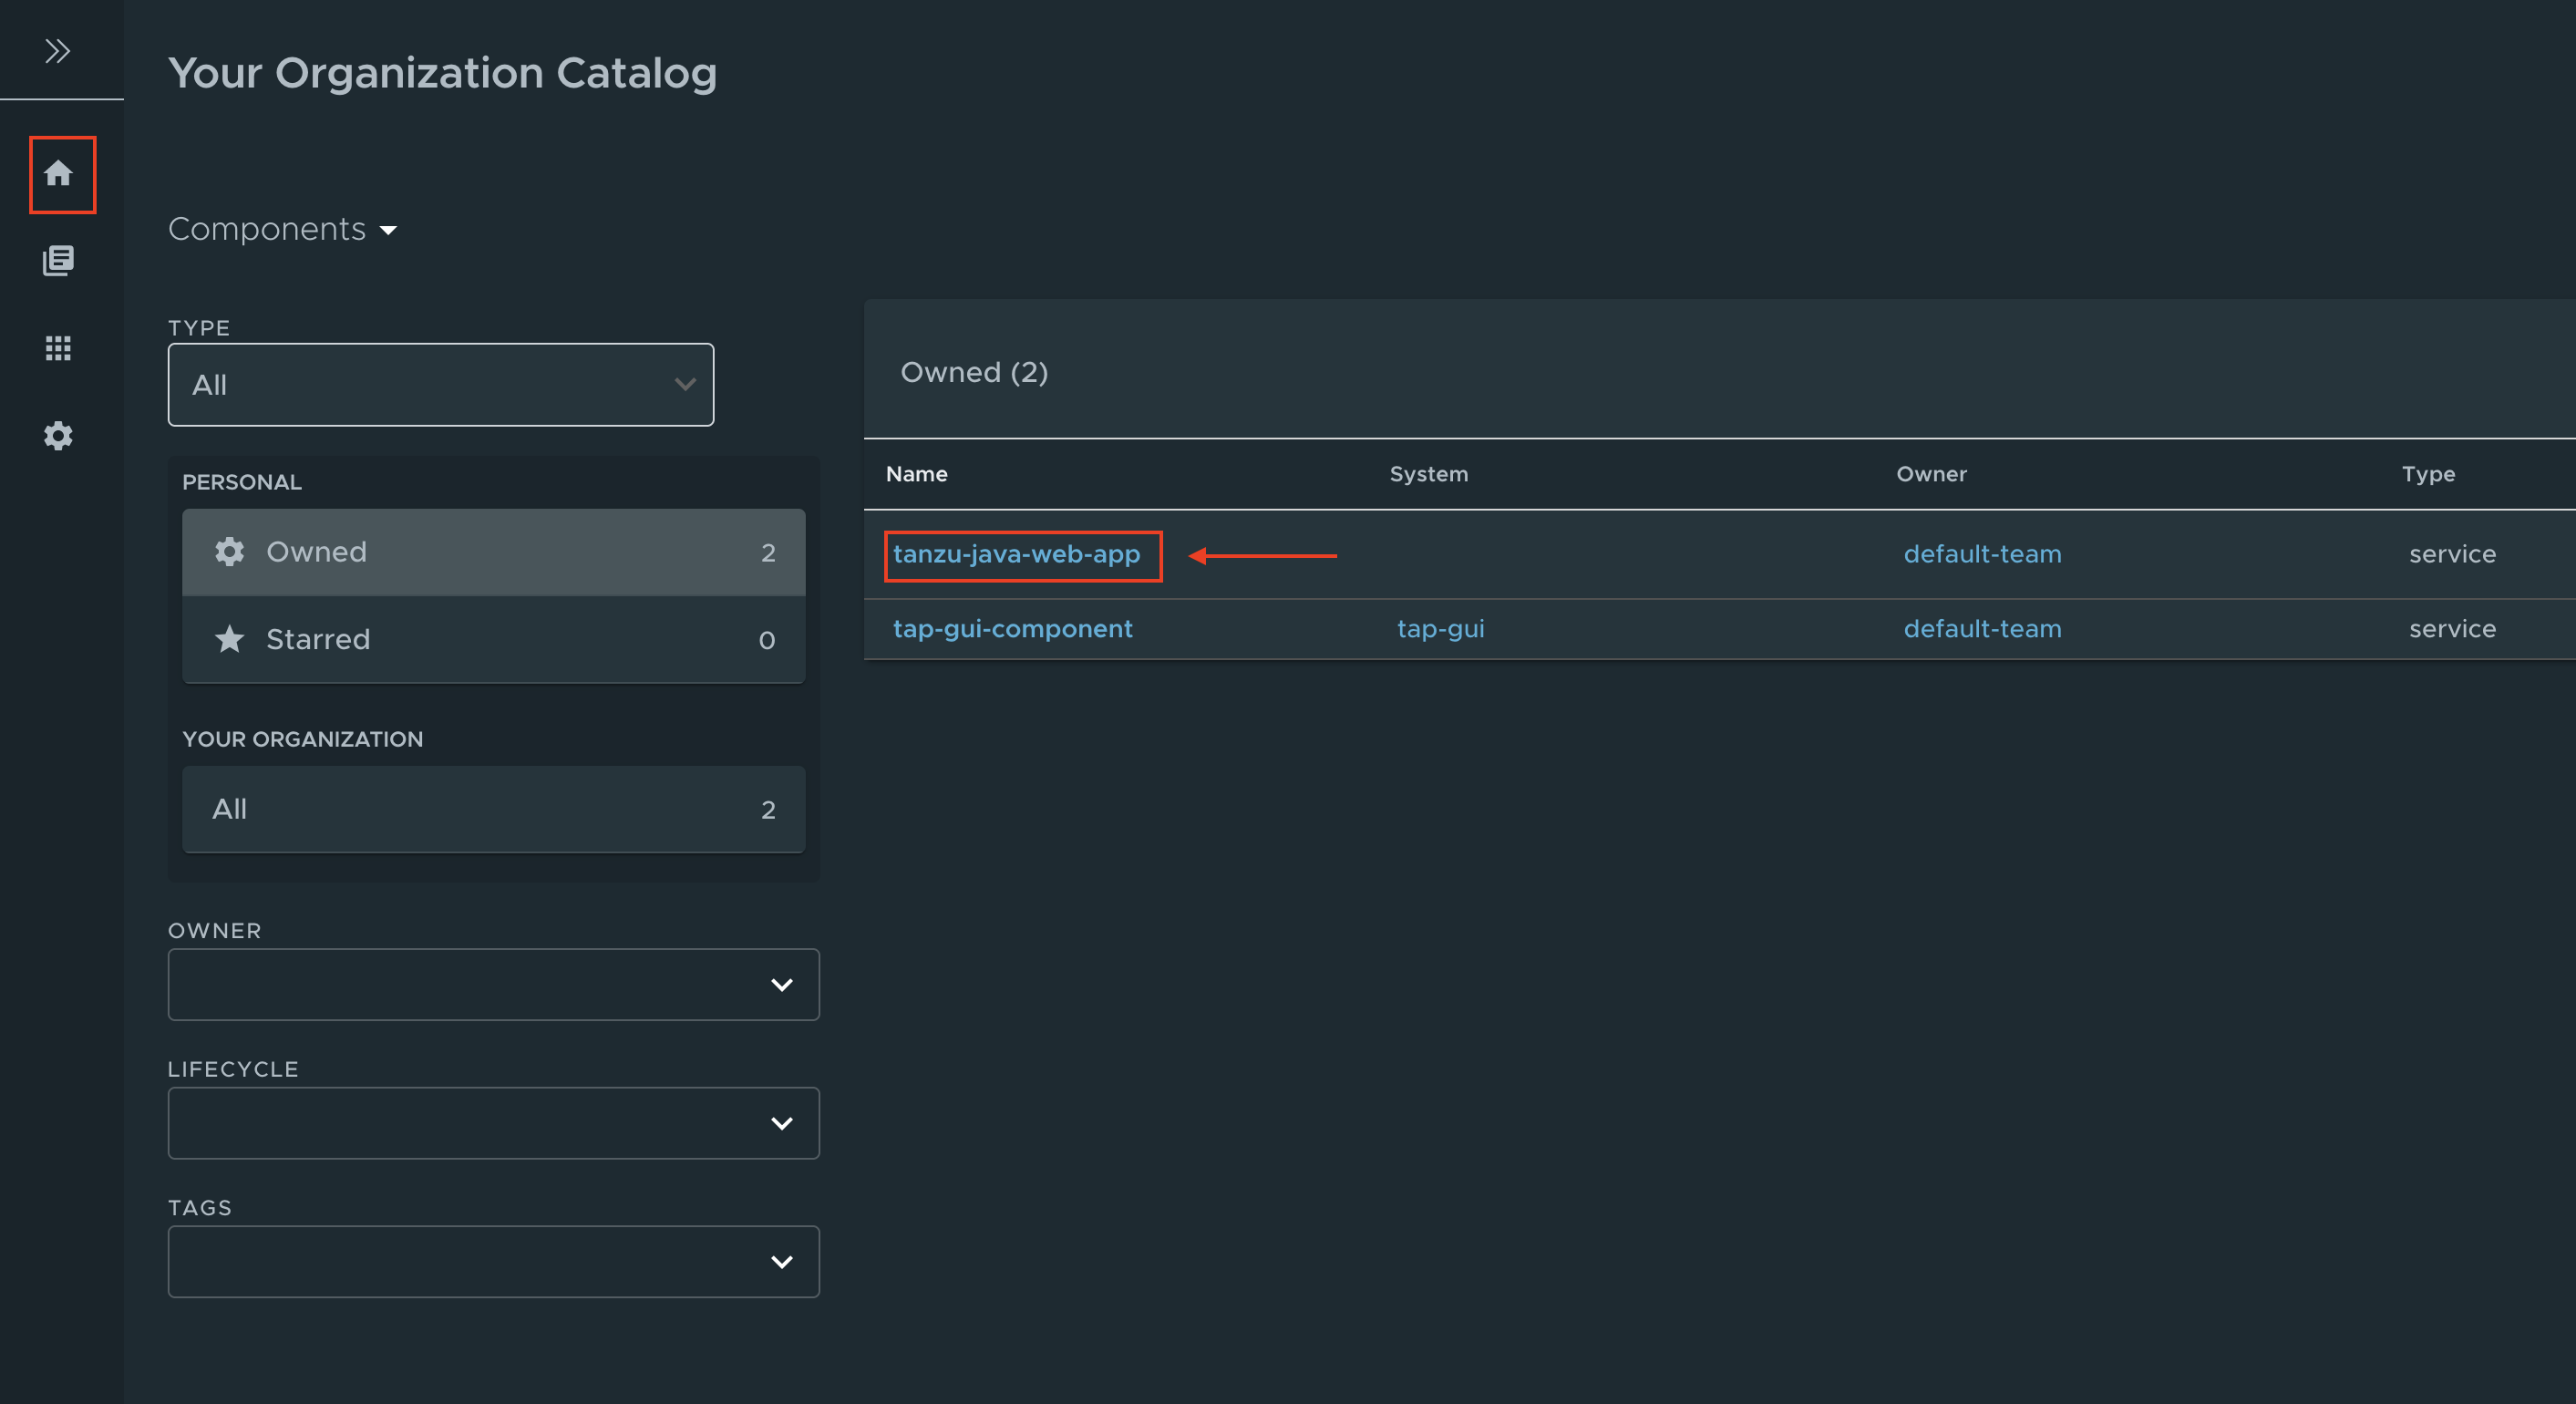 Your Organization Catalog
Components
TYPE
All
PERSONAL
Owned 2
Starred 0
YOUR ORGANIZATION
All 2
OWNER
LIFECYCLE
TAGS
Owned (2)
Name System Owner Type
tanzu-java-web-app default-team service
tap-gui-component tap-gui default-team service